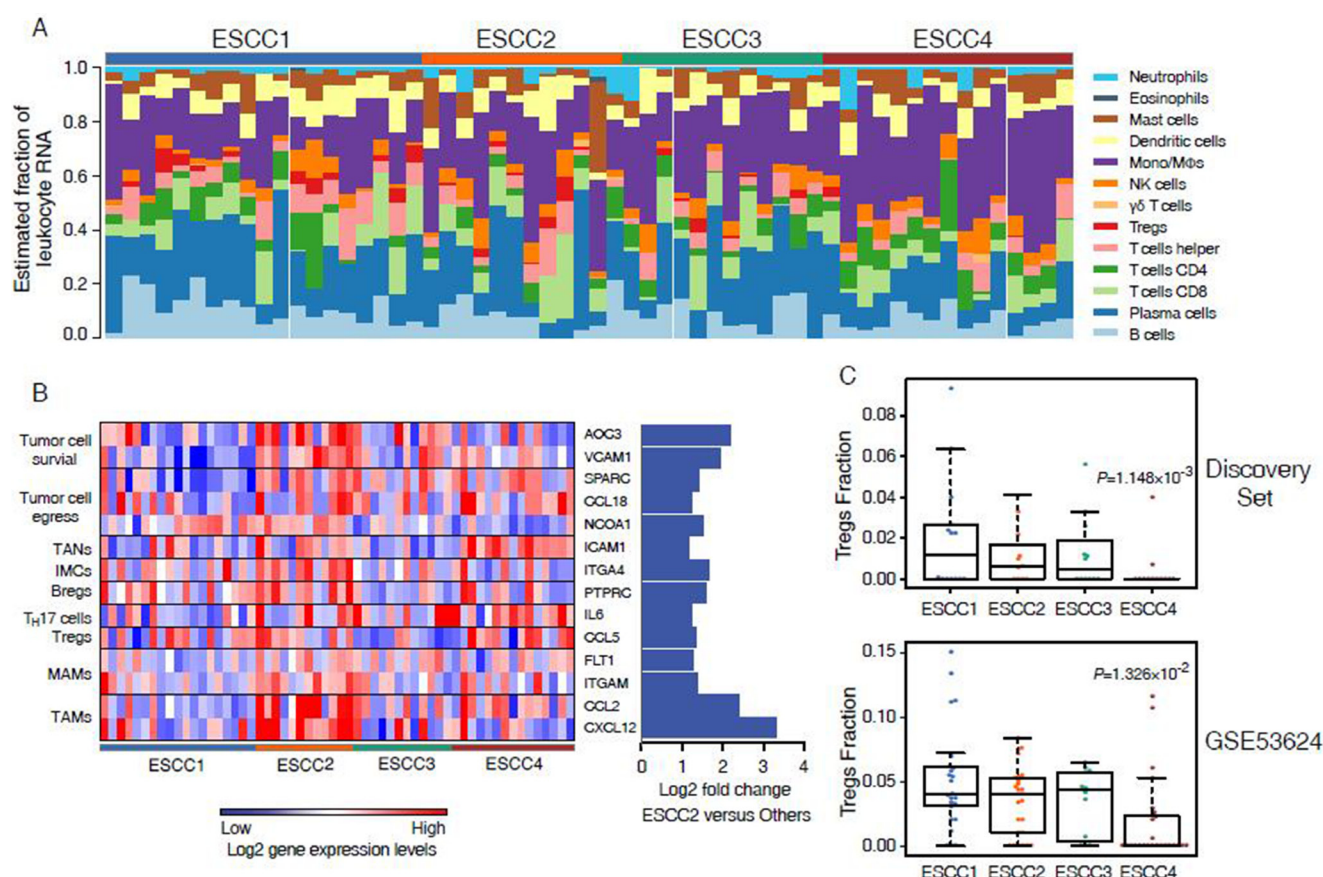 A
ESCC1
ESCC2
ESCC3
ESCC4
Estimated fraction of
leukocyte RNA
1.0
0.8
0.6
0.4
0.2
0.0
Neutrophils
Eosinophils
Mast cells
Dendritic cells
Mono/MΦs
NK cells
γδ T cells
Tregs
T cells helper
T cells CD4
T cells CD8
Plasma cells
B cells
B
Tumor cell
survial
Tumor cell
egress
TANs
IMCs
Bregs
TH17 cells
Tregs
MAMs
TAMs
AOC3
VCAM1
SPARC
CCL18
NCOA1
ICAM1
ITGA4
PTPRC
IL6
CCL5
FLT1
ITGAM
CCL2
CXCL12
ESCC1
ESCC2
ESCC3
ESCC4
Low
High
Log2 gene expression levels
0
1
2
3
4
Log2 fold change
ESCC2 versus Others
C
Tregs Fraction
0.08
0.06
0.04
0.02
0.00
P=1.148×10-3
ESCC1
ESCC2
ESCC3
ESCC4
Discovery
Set
Tregs Fraction
0.15
0.10
0.05
0.00
P=1.326×10-2
ESCC1
ESCC2
ESCC3
ESCC4
GSE53624